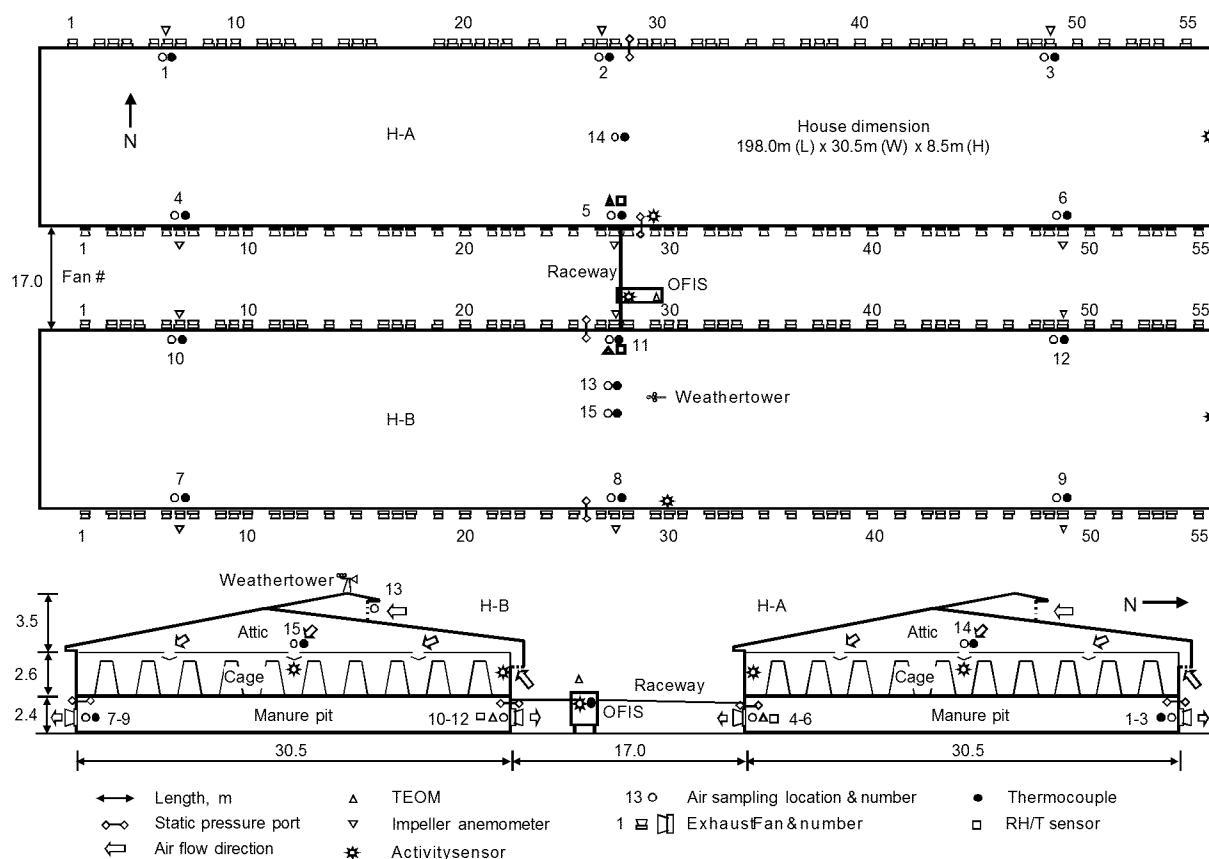 1 10 20 30 40 50 55
1 2 3
N H-A 14 House dimension
198.0m (L) x 30.5m (W) x 8.5m (H)
4 5 6
1 10 20 30 40 50 55
17.0 Fan # Raceway OFIS
1 10 20 30 40 50 55
10 11 12
13 Weathertower
15
H-B
7 8 9
1 10 20 30 40 50 55
Weathertower 13
3.5 H-B H-A N
Attic 15 Attic 14
2.6 Cage Raceway Cage
2.4 7-9 Manure pit 10-12 OFIS 4-6 Manure pit 1-3
30.5 17.0 30.5
Length, m TEOM 13 Air sampling location & number Thermocouple
Static pressure port Impeller anemometer 1 Exhaust Fan & number RH/T sensor
Air flow direction Activity sensor